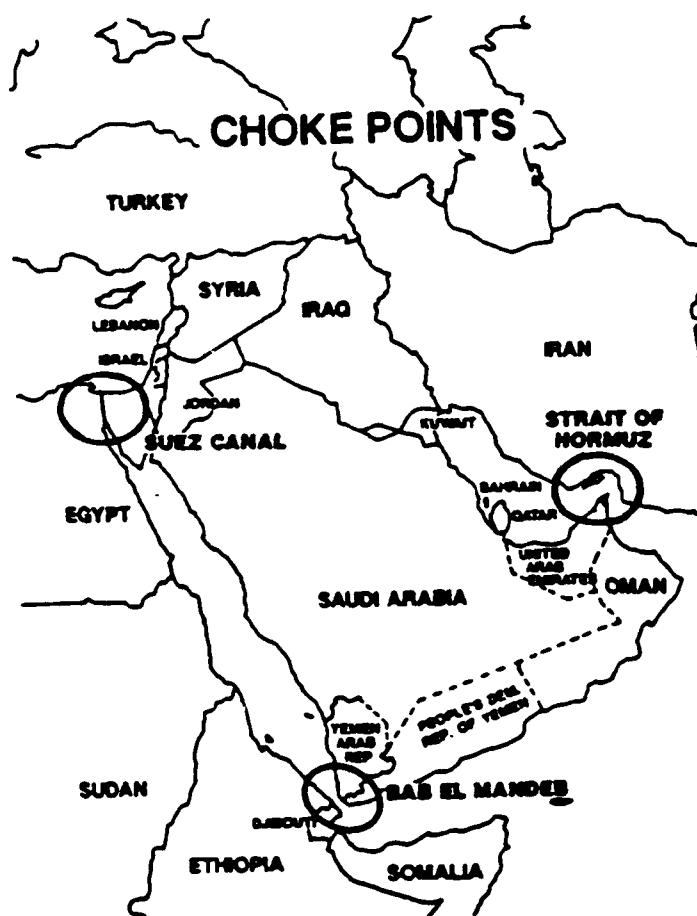 CHOKE POINTS
TURKEY
SYRIA
LEBANON
IRAQ
ISRAEL
IRAN
JORDAN
KUWAIT
STRAIT OF
HORMUZ
SUEZ CANAL
BAHRAIN
QATAR
EGYPT
UNITED
ARAB
EMIRATES
OMAN
SAUDI ARABIA
PEOPLE'S DEM.
REP. OF YEMEN
YEMEN
ARAB
REP
SUDAN
BAB EL MANDEB
DJIBOUTI
ETHIOPIA
SOMALIA